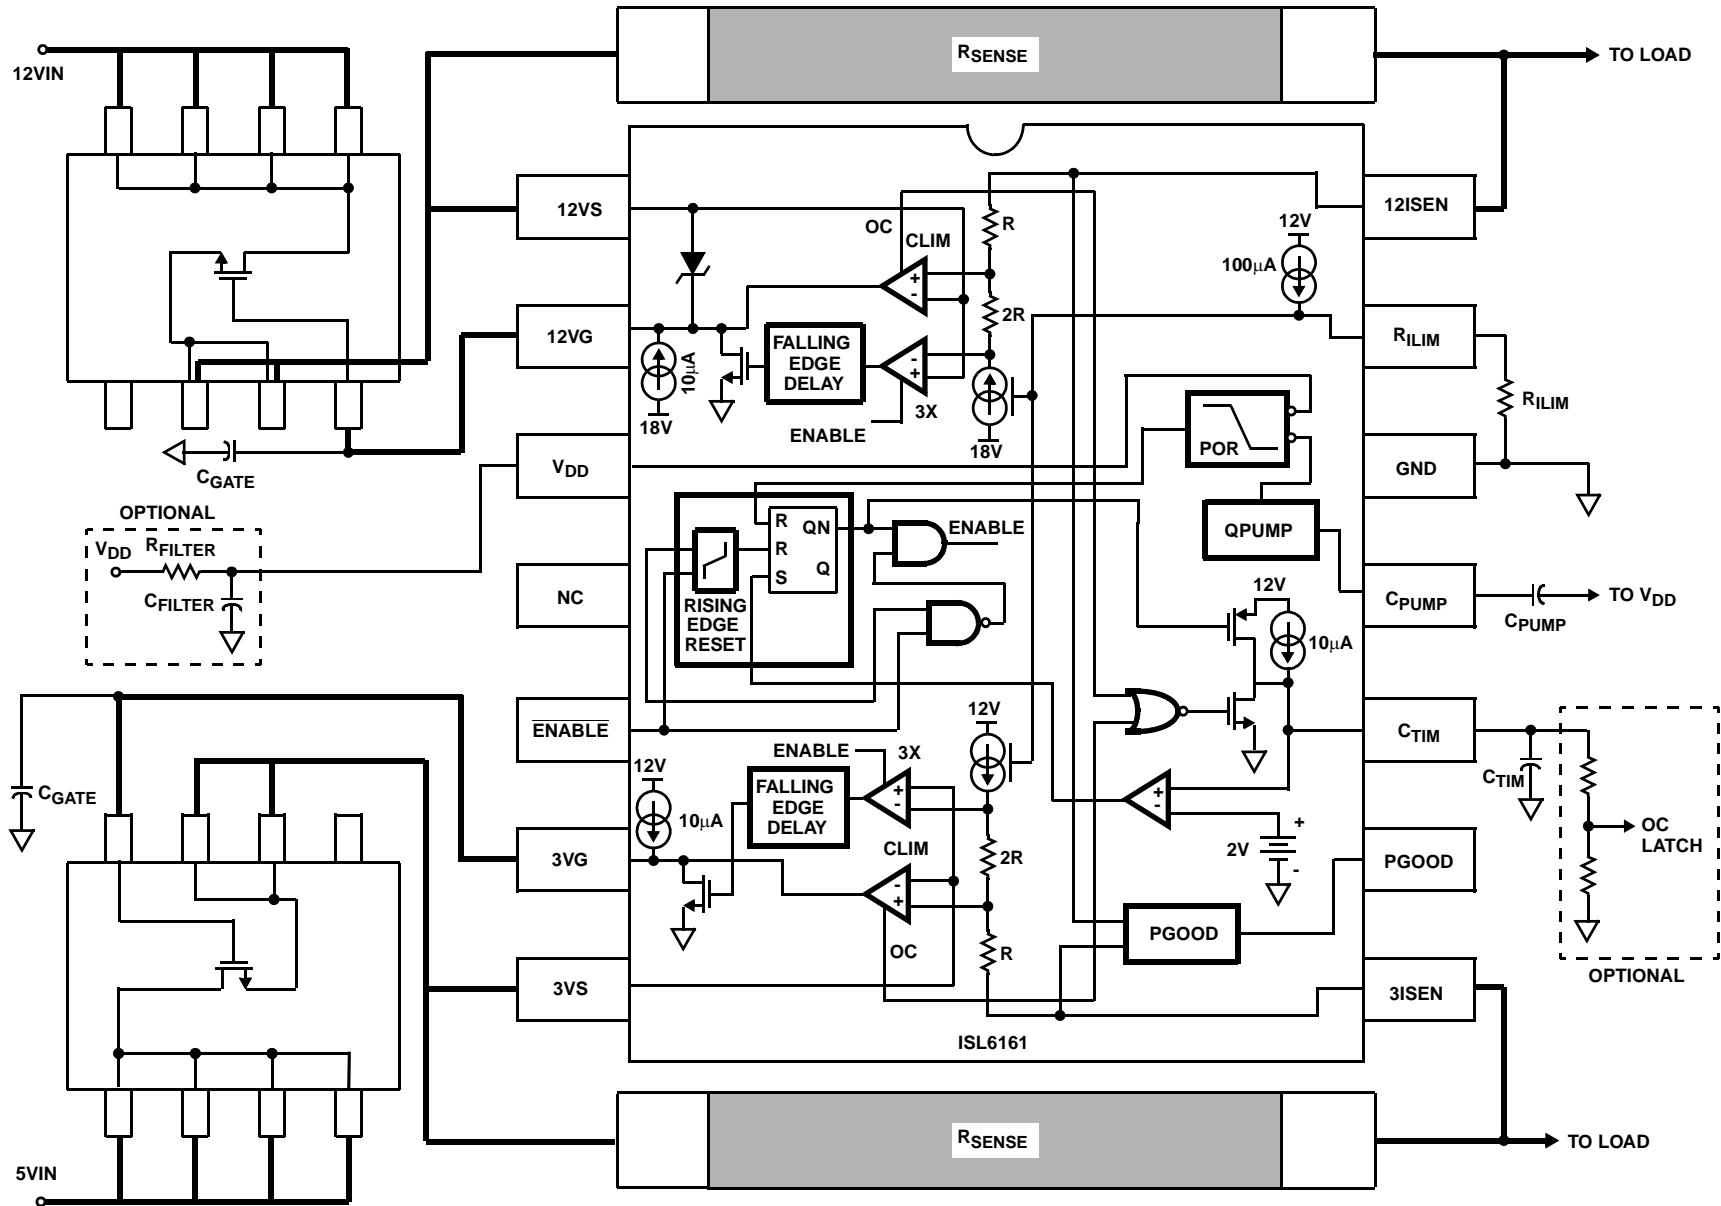 12VIN
RSENSE
TO LOAD
12VS
12VG
VDD
NC
ENABLE
3VG
3VS
12ISEN
RILIM
GND
CPUMP
CTIM
PGOOD
3ISEN
OC
CLIM
+
-
R
2R
12V
100µA
10µA
18V
FALLING
EDGE
DELAY
-
+
3X
ENABLE
18V
POR
QPUMP
RILIM
CGATE
OPTIONAL
VDD
RFILTER
CFILTER
R
R
S
QN
Q
RISING
EDGE
RESET
ENABLE
12V
10µA
CPUMP
TO VDD
CGATE
12V
10µA
ENABLE
3X
FALLING
EDGE
DELAY
+
-
12V
2R
CLIM
-
+
OC
R
+
-
2V
+
-
PGOOD
CTIM
OC
LATCH
OPTIONAL
ISL6161
5VIN
RSENSE
TO LOAD